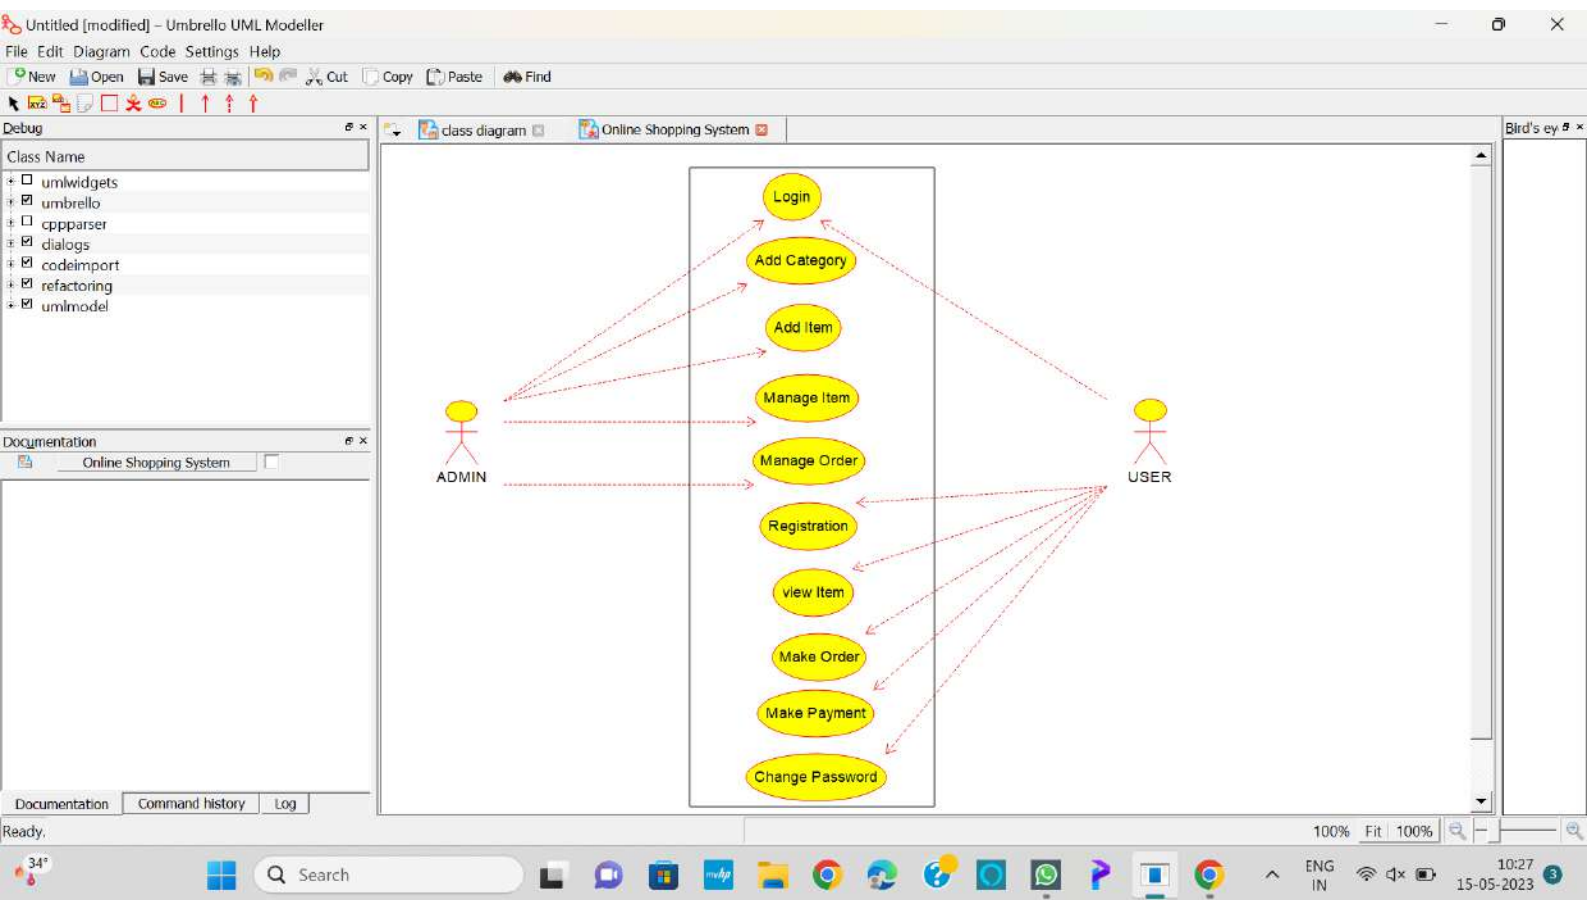 Untitled [modified] – Umbrello UML Modeller
File Edit Diagram Code Settings Help
New Open Save Cut Copy Paste Find
Debug
class diagram
Online Shopping System
Bird's ey
Class Name
umlwidgets
umbrello
cppparser
dialogs
codeimport
refactoring
umlmodel
Documentation
Online Shopping System
Login
Add Category
Add Item
Manage Item
Manage Order
Registration
view Item
Make Order
Make Payment
Change Password
ADMIN
USER
Documentation Command history Log
Ready.
100% Fit 100%
34°
Search
ENG
IN
10:27
15-05-2023
3